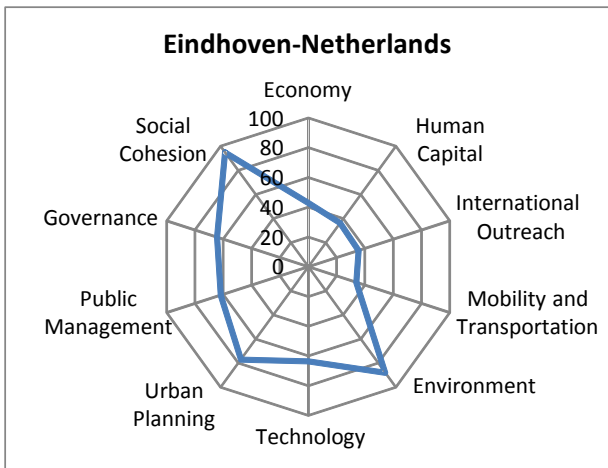 Eindhoven-Netherlands
Economy
Human
Capital
International
Outreach
Mobility and
Transportation
Environment
Technology
Urban
Planning
Public
Management
Governance
Social
Cohesion
100
80
60
40
20
0